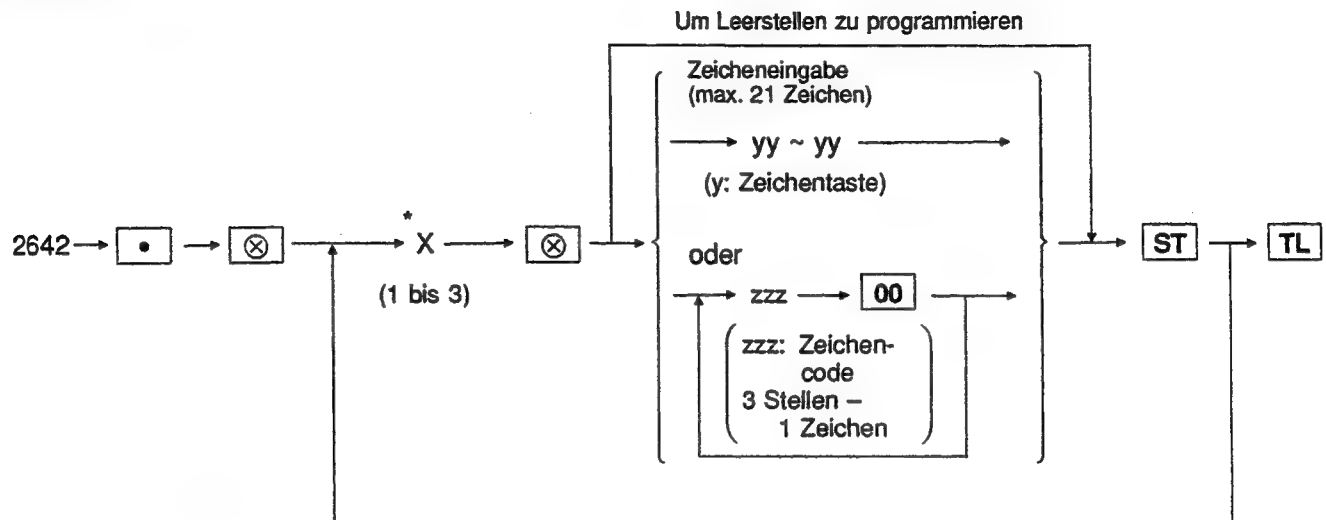 Um Leerstellen zu programmieren
Zeicheneingabe
(max. 21 Zeichen)
yy ~ yy
(y: Zeichentaste)
2642 • ⊗ * X ⊗ ST TL
(1 bis 3)
oder
zzz 00
zzz: Zeichen-
code
3 Stellen –
1 Zeichen